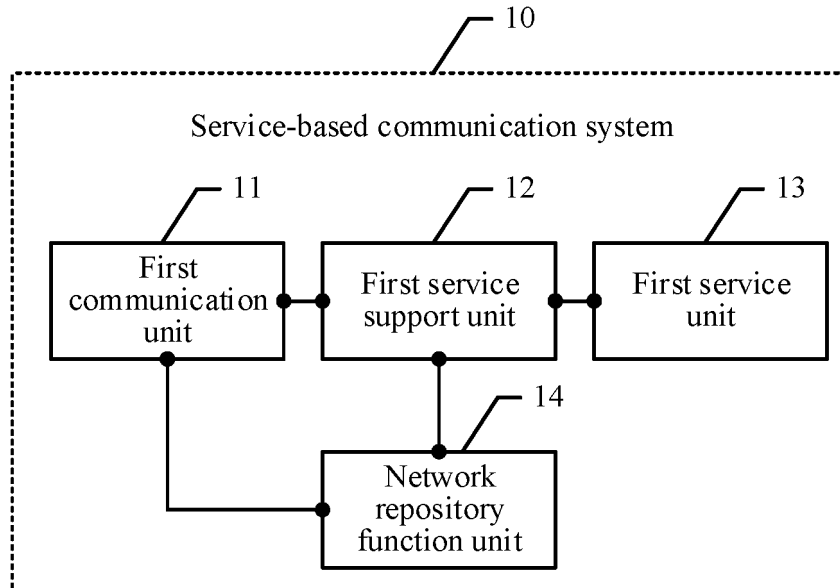 10
Service-based communication system
11
12
13
First
communication
unit
First service
support unit
First service
unit
14
Network
repository
function unit